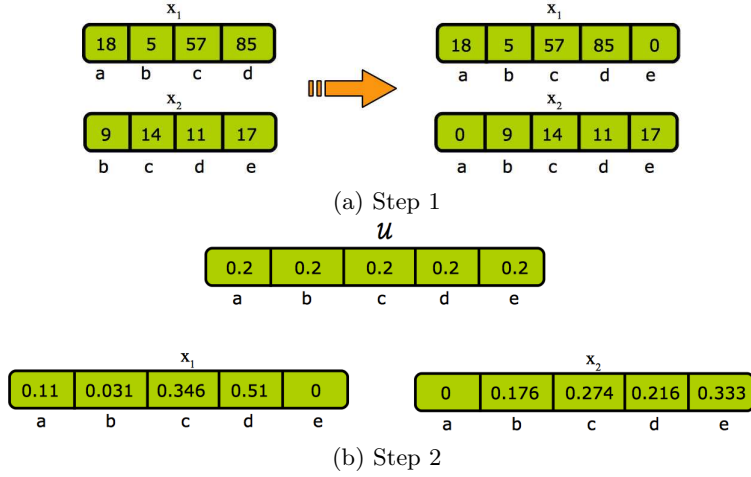 x₁ x₁
18 5 57 85 18 5 57 85 0
a b c d a b c d e
x₂ x₂
9 14 11 17 0 9 14 11 17
b c d e a b c d e
(a) Step 1
𝒰
0.2 0.2 0.2 0.2 0.2
a b c d e
x₁ x₂
0.11 0.031 0.346 0.51 0 0 0.176 0.274 0.216 0.333
a b c d e a b c d e
(b) Step 2